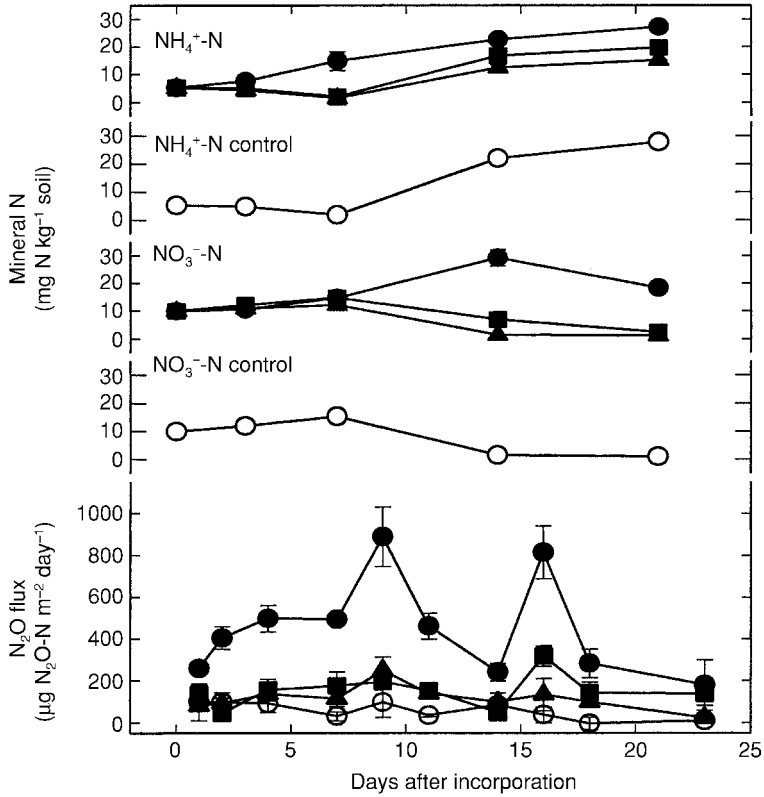 NH₄⁺-N
30
20
10
0
NH₄⁺-N control
30
20
10
0
Mineral N
(mg N kg⁻¹ soil)
NO₃⁻-N
30
20
10
0
NO₃⁻-N control
30
20
10
0
N₂O flux
(µg N₂O-N m⁻² day⁻¹)
1000
800
600
400
200
0
0 5 10 15 20 25
Days after incorporation